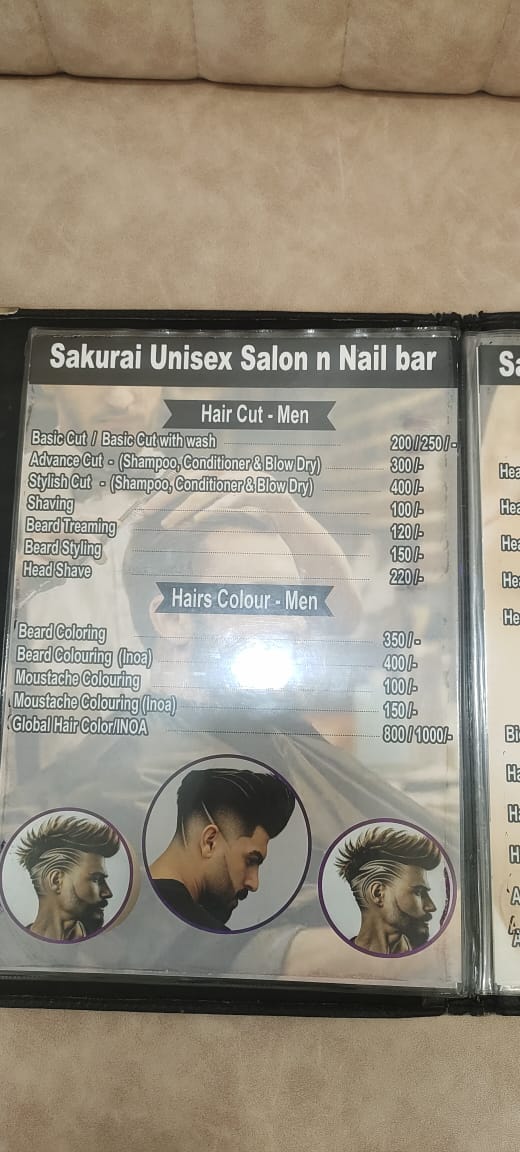 Sakurai Unisex Salon n Nail bar
Hair Cut - Men
Basic Cut / Basic Cut with wash 200 / 250 /-
Advance Cut - (Shampoo, Conditioner & Blow Dry) 300/-
Stylish Cut - (Shampoo, Conditioner & Blow Dry) 400/-
Shaving 100/-
Beard Treaming 120/-
Beard Styling 150/-
Head Shave 220/-
Hairs Colour - Men
Beard Coloring 350/-
Beard Colouring (Inoa) 400/-
Moustache Colouring 100/-
Moustache Colouring (Inoa) 150/-
Global Hair Color/INOA 800 / 1000/-